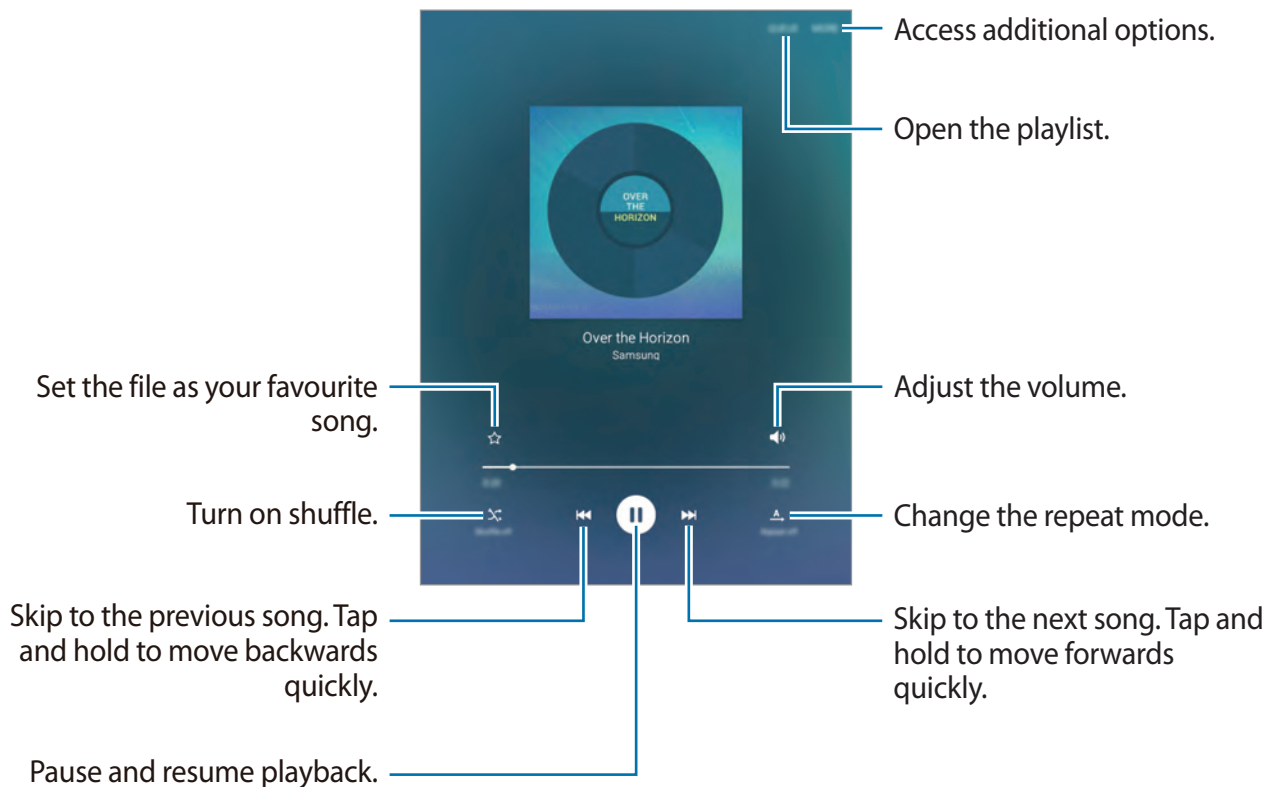 Access additional options.
Open the playlist.
OVER
THE
HORIZON
Over the Horizon
Samsung
Set the file as your favourite
song.
Adjust the volume.
Turn on shuffle.
Change the repeat mode.
Skip to the previous song. Tap
and hold to move backwards
quickly.
Skip to the next song. Tap and
hold to move forwards
quickly.
Pause and resume playback.